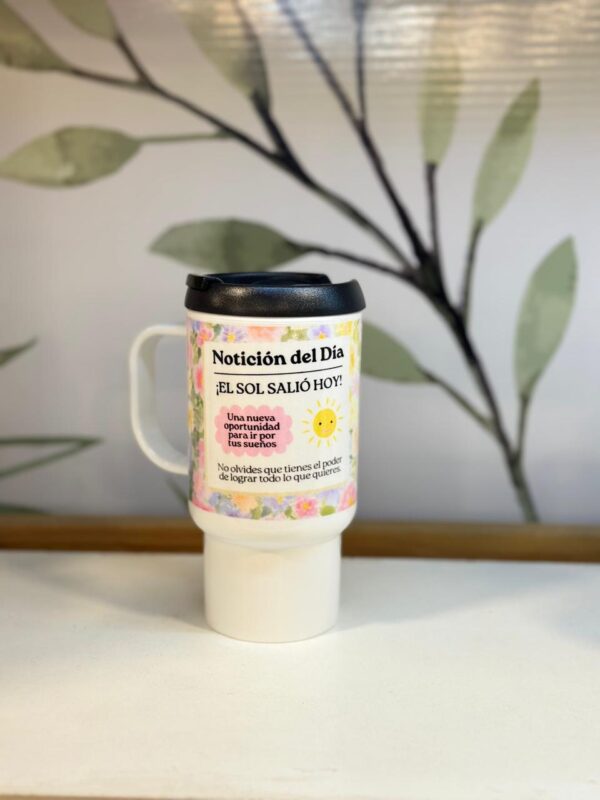 Notición del Día
¡EL SOL SALIÓ HOY!
Una nueva
oportunidad
para ir por
tus sueños
No olvides que tienes el poder
de lograr todo lo que quieres.